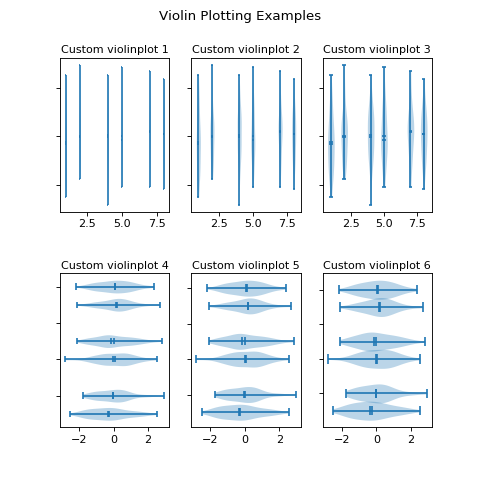 Violin Plotting Examples
Custom violinplot 1 Custom violinplot 2 Custom violinplot 3
2.5 5.0 7.5 2.5 5.0 7.5 2.5 5.0 7.5
Custom violinplot 4 Custom violinplot 5 Custom violinplot 6
−2 0 2 −2 0 2 −2 0 2